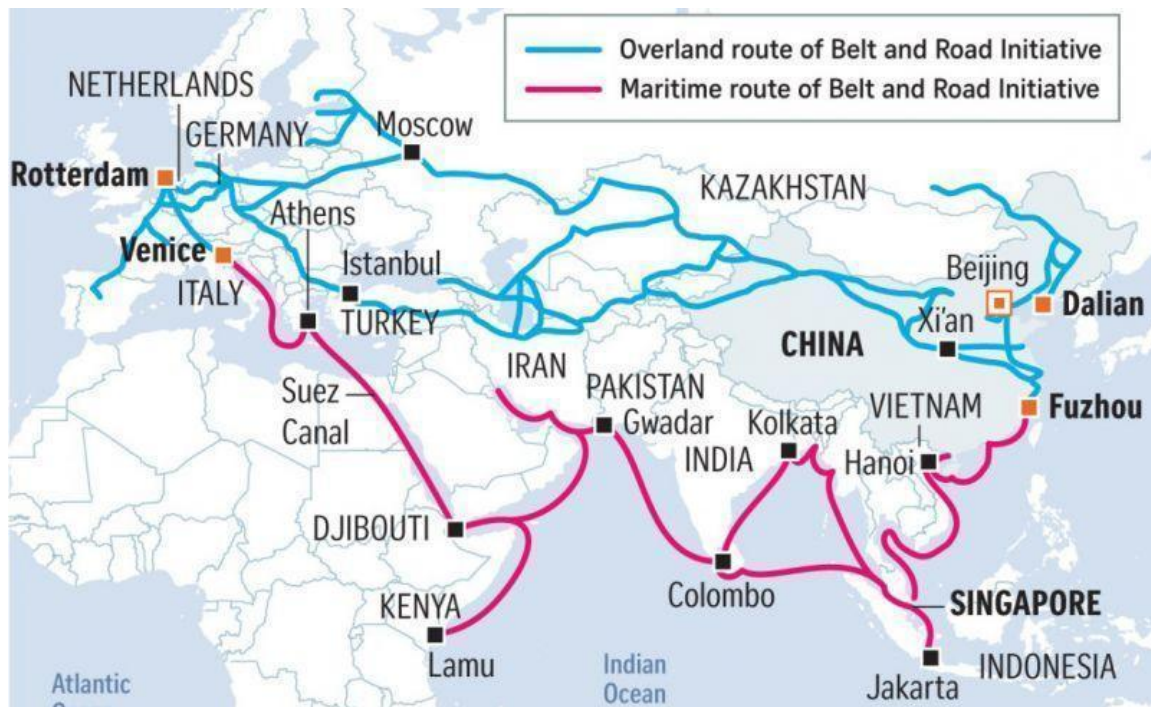 Overland route of Belt and Road Initiative
Maritime route of Belt and Road Initiative
NETHERLANDS
GERMANY
Moscow
Rotterdam
KAZAKHSTAN
Athens
Venice
Istanbul
Beijing
ITALY
TURKEY
Xi'an
Dalian
CHINA
IRAN
Suez
Canal
PAKISTAN
Gwadar
Kolkata
VIETNAM
Fuzhou
INDIA
Hanoi
DJIBOUTI
Colombo
SINGAPORE
KENYA
Lamu
Indian
Ocean
INDONESIA
Jakarta
Atlantic